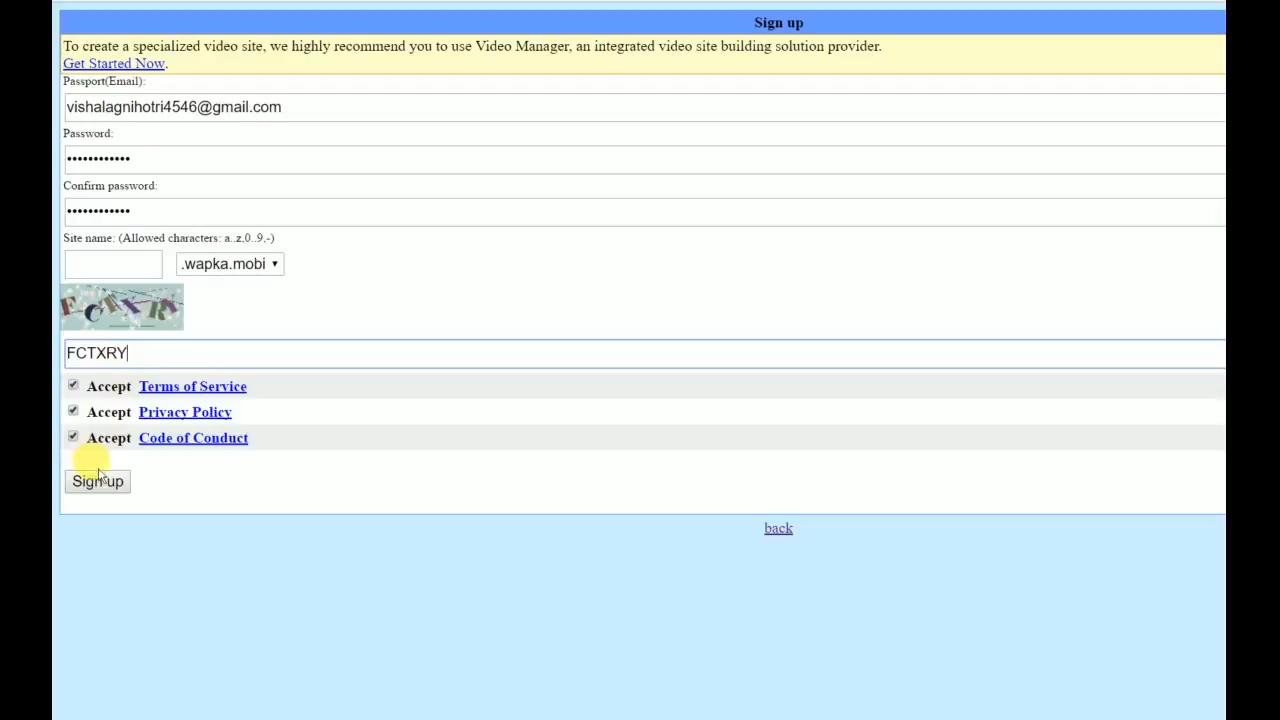 Sign up
To create a specialized video site, we highly recommend you to use Video Manager, an integrated video site building solution provider.
Get Started Now.
Passport(Email):
vishalagnihotri4546@gmail.com
Password:
••••••••••••
Confirm password:
••••••••••••
Site name: (Allowed characters: a..z,0..9,-)
.wapka.mobi
FCTXRY
FCTXRY
Accept Terms of Service
Accept Privacy Policy
Accept Code of Conduct
Sign up
back